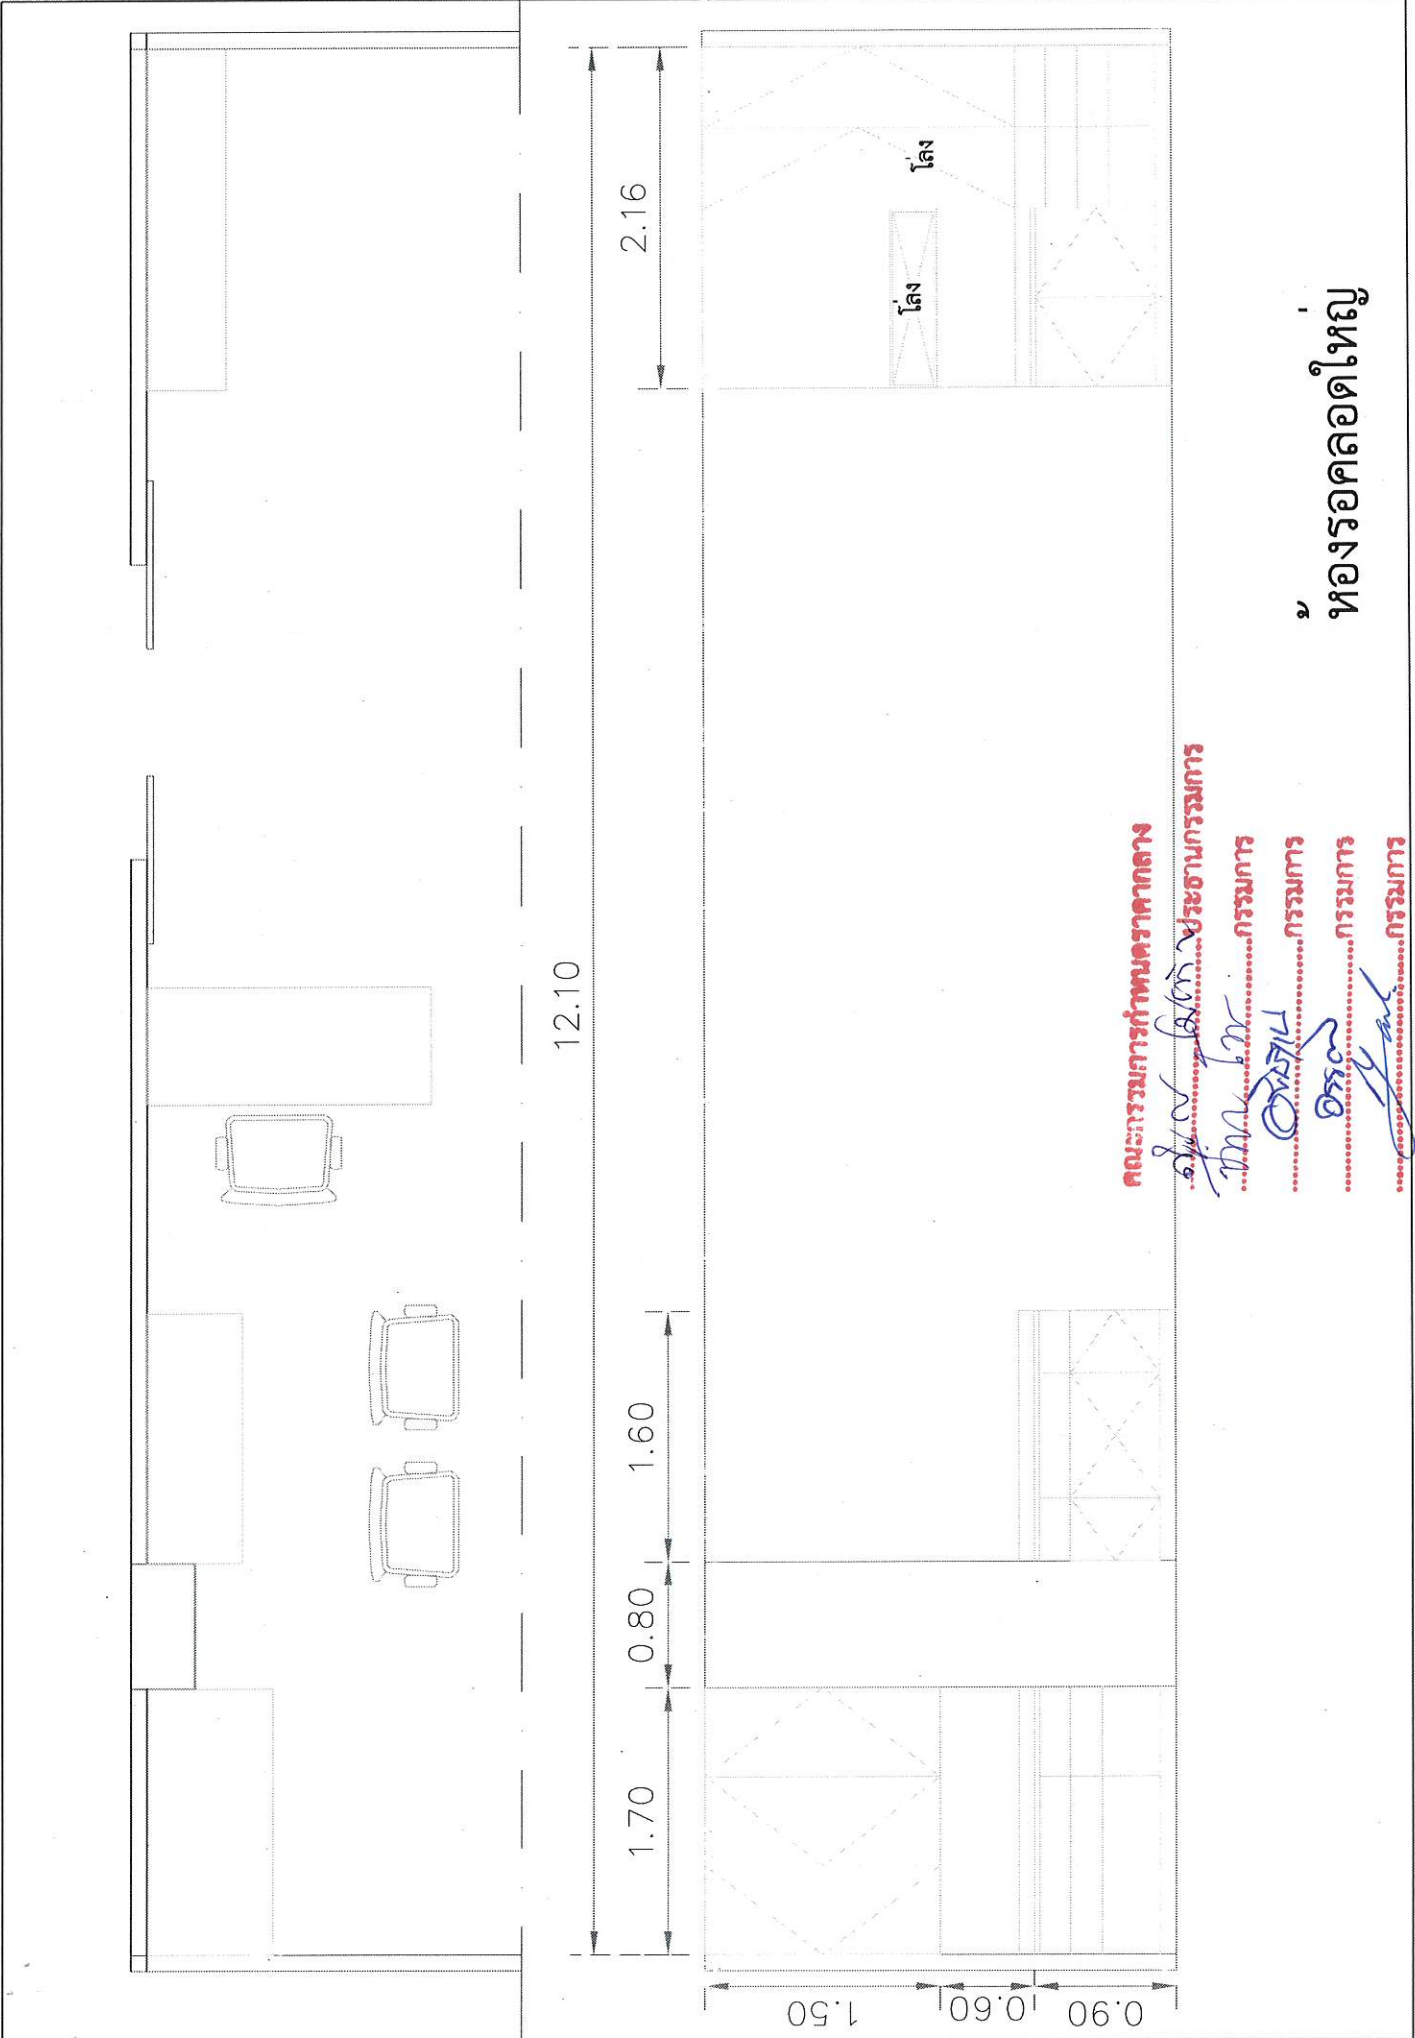 12.10
1.70
0.80
1.60
2.16
1.50
0.60
0.90
โล่ง
โล่ง
คณะกรรมการกำหนดราคากลาง
ประธานกรรมการ
กรรมการ
กรรมการ
กรรมการ
กรรมการ
ห้องรอคลอดใหญ่